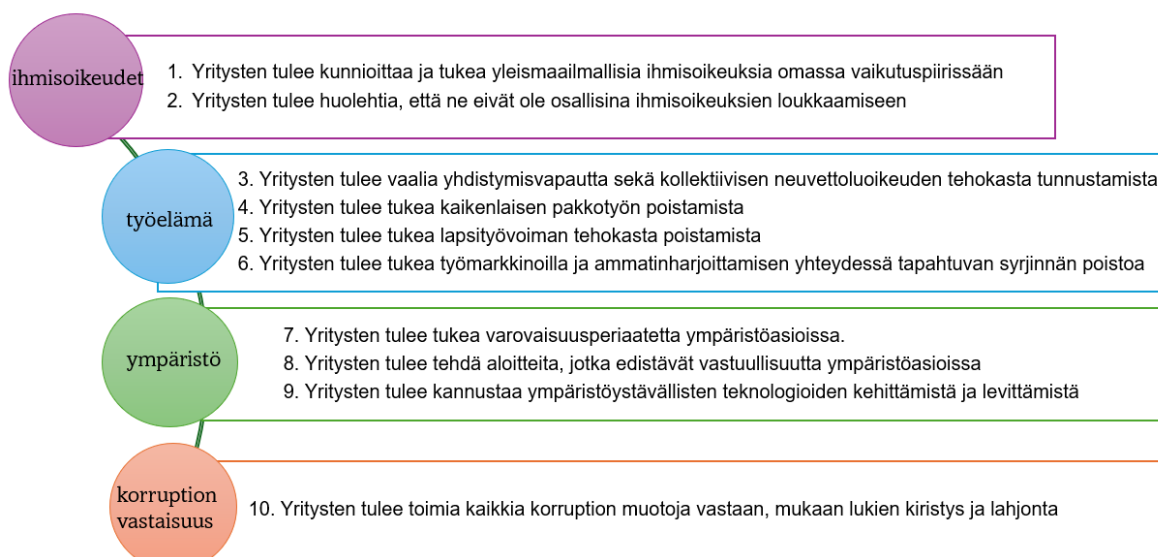 ihmisoikeudet
1. Yritysten tulee kunnioittaa ja tukea yleismaailmallisia ihmisoikeuksia omassa vaikutuspiirissään
2. Yritysten tulee huolehtia, että ne eivät ole osallisina ihmisoikeuksien loukkaamiseen
työelämä
3. Yritysten tulee vaalia yhdistymisvapautta sekä kollektiivisen neuvottoluoikeuden tehokasta tunnustamista
4. Yritysten tulee tukea kaikenlaisen pakkotyön poistamista
5. Yritysten tulee tukea lapsityövoiman tehokasta poistamista
6. Yritysten tulee tukea työmarkkinoilla ja ammatinharjoittamisen yhteydessä tapahtuvan syrjinnän poistoa
ympäristö
7. Yritysten tulee tukea varovaisuusperiaatetta ympäristöasioissa.
8. Yritysten tulee tehdä aloitteita, jotka edistävät vastuullisuutta ympäristöasioissa
9. Yritysten tulee kannustaa ympäristöystävällisten teknologioiden kehittämistä ja levittämistä
korruption
vastaisuus
10. Yritysten tulee toimia kaikkia korruption muotoja vastaan, mukaan lukien kiristys ja lahjonta